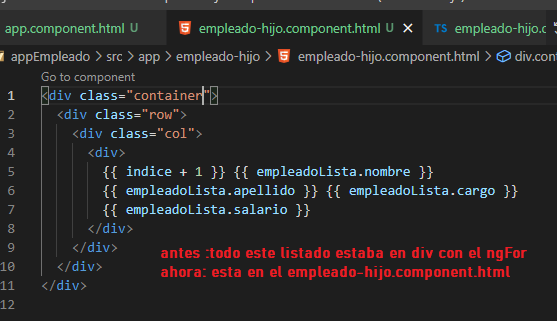 app.component.html U empleado-hijo.component.html U TS empleado-hijo.c
appEmpleado > src > app > empleado-hijo > empleado-hijo.component.html > div.cont
Go to component
1 <div class="container">
2 <div class="row">
3 <div class="col">
4 <div>
5 {{ indice + 1 }} {{ empleadoLista.nombre }}
6 {{ empleadoLista.apellido }} {{ empleadoLista.cargo }}
7 {{ empleadoLista.salario }}
8 </div>
9 </div>
antes :todo este listado estaba en div con el ngFor
10 </div>
ahora: esta en el empleado-hijo.component.html
11 </div>
12